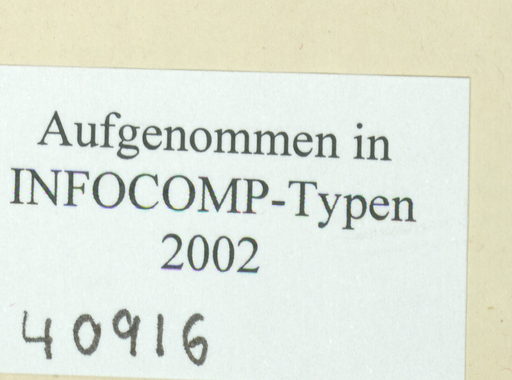 Aufgenommen in
INFOCOMP-Typen
2002
40916